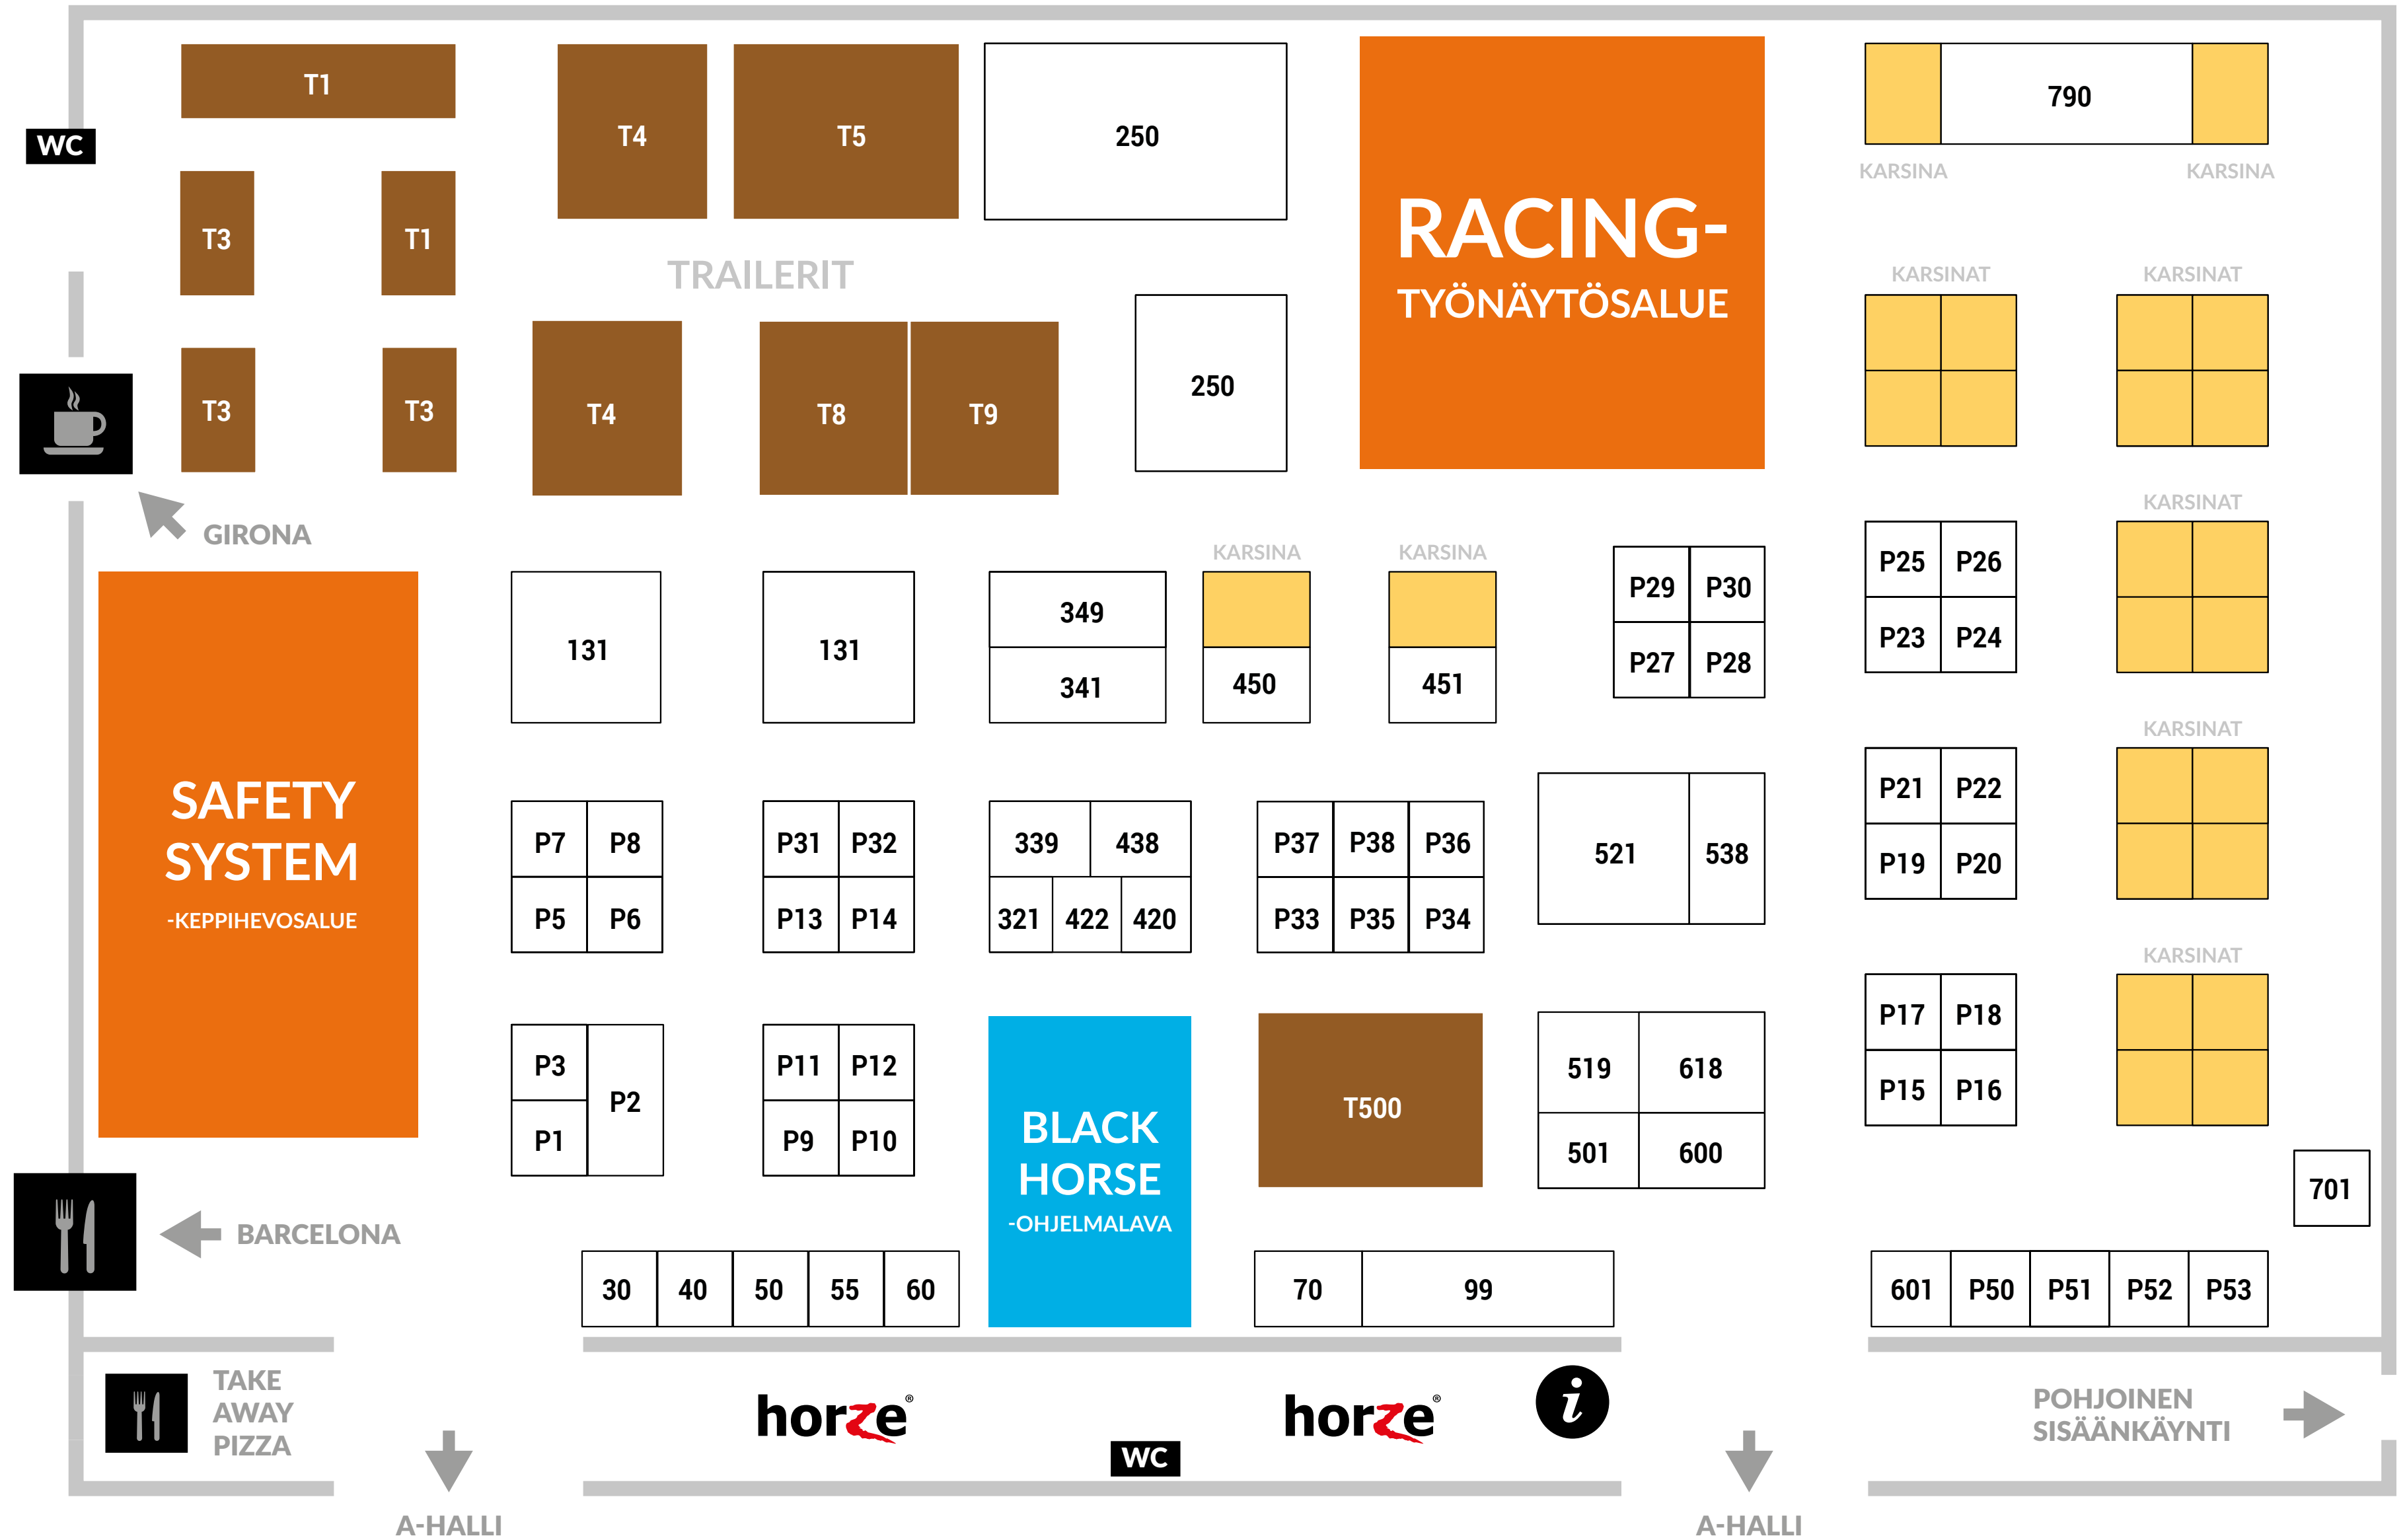 T1
T4
T5
250
790
WC
KARSINA
KARSINA
RACING-
TYÖNÄYTÖSALUE
T3
T1
TRAILERIT
KARSINAT
KARSINAT
250
T3
T3
T4
T8
T9
GIRONA
KARSINAT
KARSINA
KARSINA
P25 P26
P23 P24
P29 P30
P27 P28
131
131
349
341
450
451
KARSINAT
SAFETY
SYSTEM
-KEPPIHEVOSALUE
P7 P8
P5 P6
P31 P32
P13 P14
339 438
321 422 420
P37 P38 P36
P33 P35 P34
521 538
P21 P22
P19 P20
KARSINAT
P3
P2
P1
P11 P12
P9 P10
BLACK
HORSE
-OHJELMALAVA
T500
519 618
501 600
P17 P18
P15 P16
701
BARCELONA
30 40 50 55 60
70 99
601 P50 P51 P52 P53
TAKE
AWAY
PIZZA
horze®
horze®
i
WC
POHJOINEN
SISÄÄNKÄYNTI
A-HALLI
A-HALLI